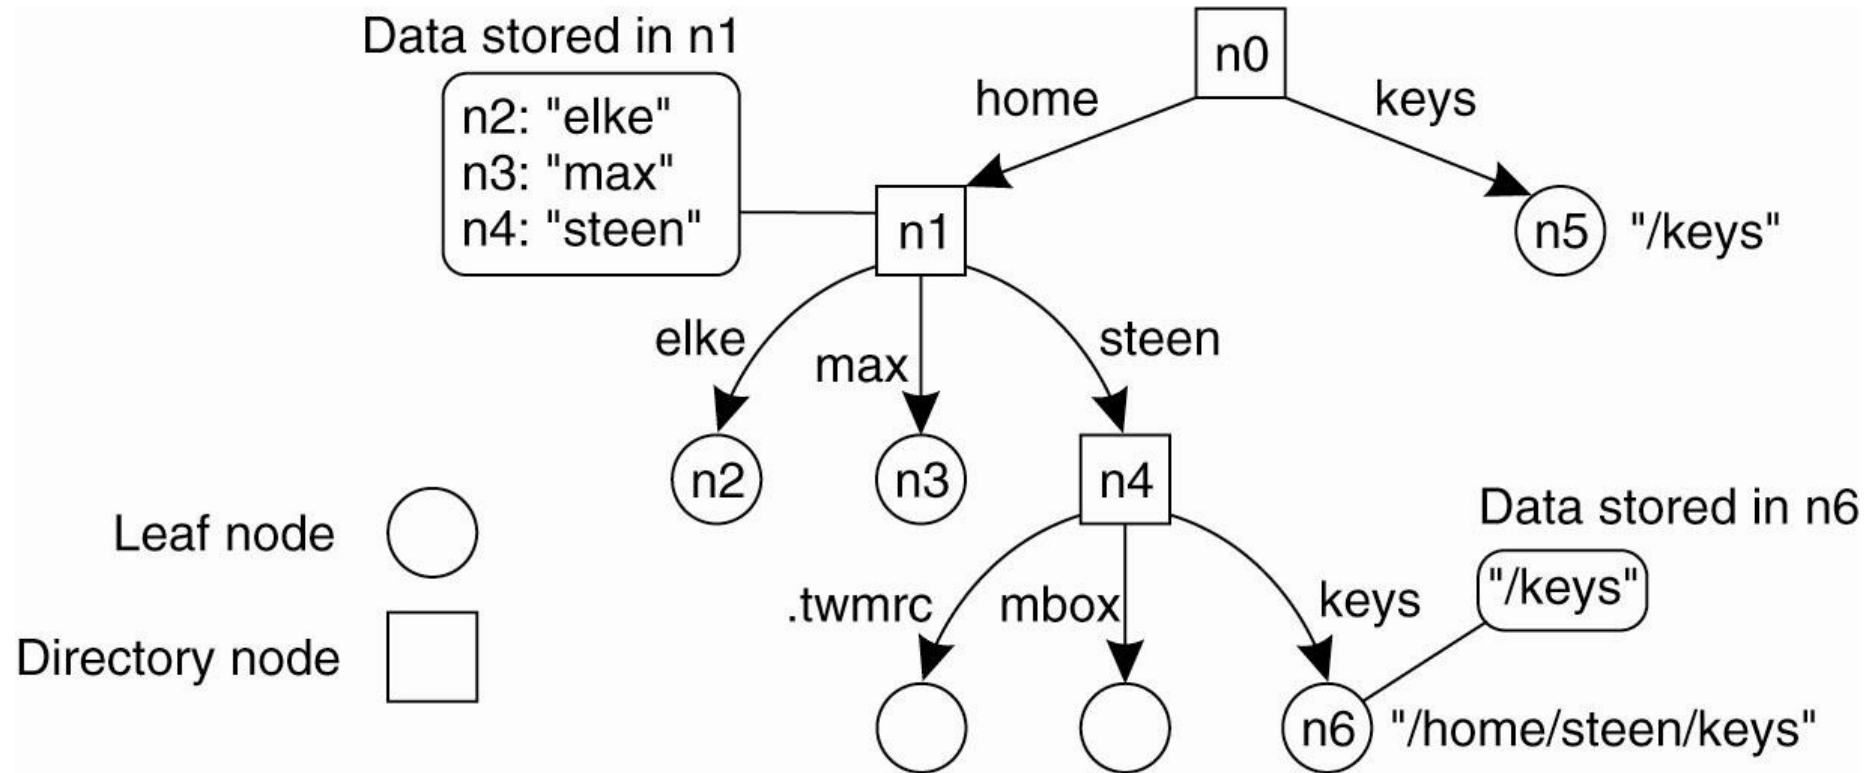 Data stored in n1
n0
n2: "elke"
n3: "max"
n4: "steen"
home
keys
n1
n5
"/keys"
elke
max
steen
n2
n3
n4
Data stored in n6
"/keys"
Leaf node
Directory node
.twmrc
mbox
keys
n6
"/home/steen/keys"